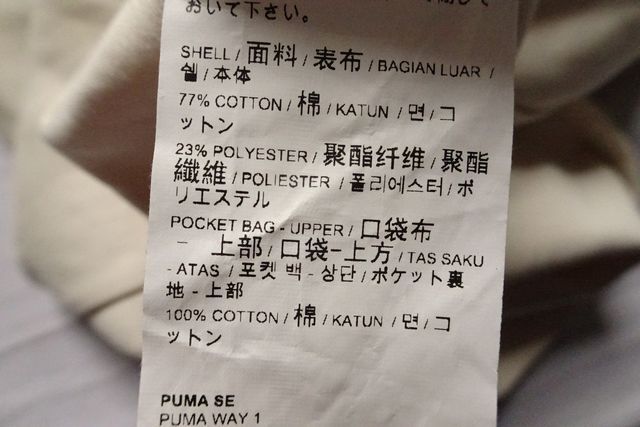 おいて下さい。
SHELL / 面料 / 表布 / BAGIAN LUAR /
쉘 / 本体
77% COTTON / 棉 / KATUN / 면 / コ
ットン
23% POLYESTER / 聚酯纤维 / 聚酯
纖維 / POLIESTER / 폴리에스터 / ポ
リエステル
POCKET BAG - UPPER / 口袋布
- 上部 / 口袋-上方 / TAS SAKU
- ATAS / 포켓 백 - 상단 / ポケット裏
地 - 上部
100% COTTON / 棉 / KATUN / 면 / コ
ットン
PUMA SE
PUMA WAY 1